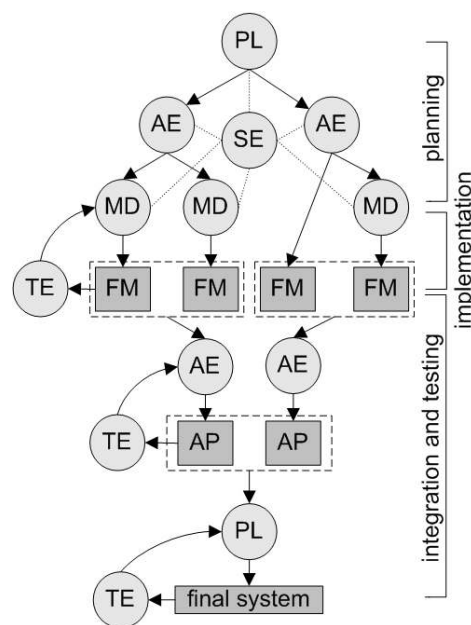 PL
AE
SE
AE
planning
MD
MD
MD
implementation
TE
FM
FM
FM
FM
AE
AE
integration and testing
TE
AP
AP
PL
TE
final system